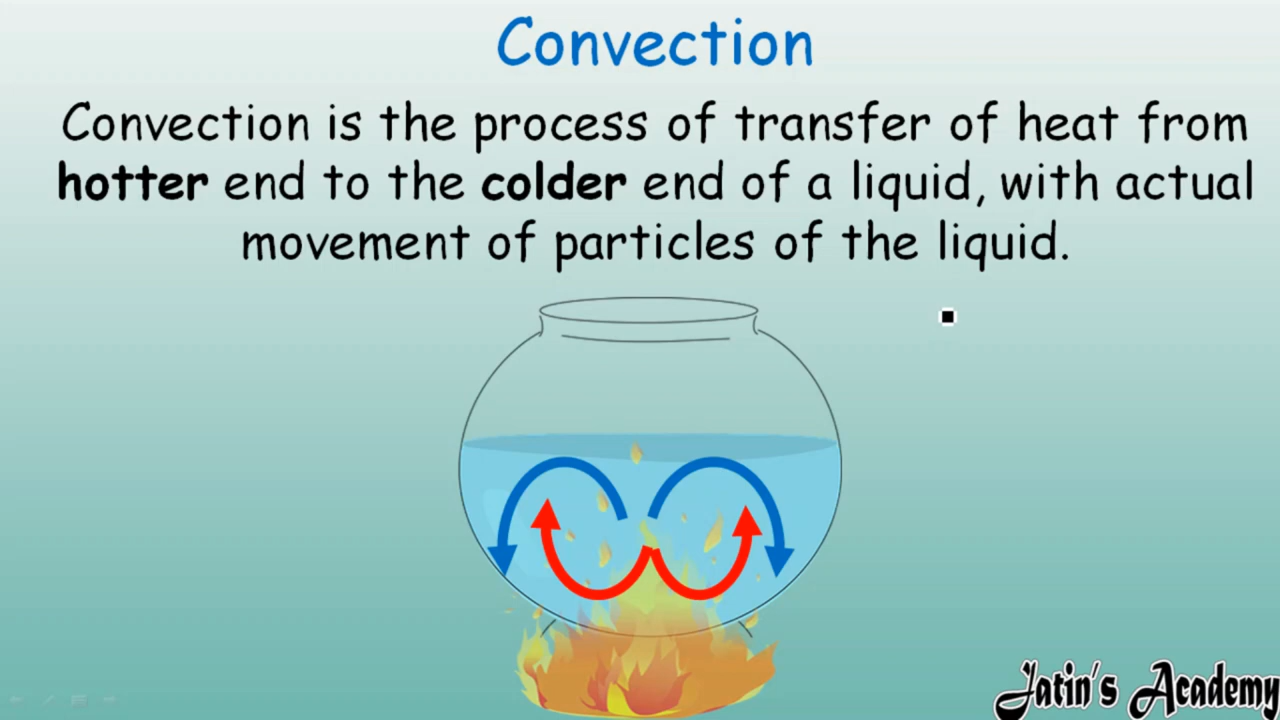 Convection
Convection is the process of transfer of heat from
hotter end to the colder end of a liquid, with actual
movement of particles of the liquid.
Jatin's Academy